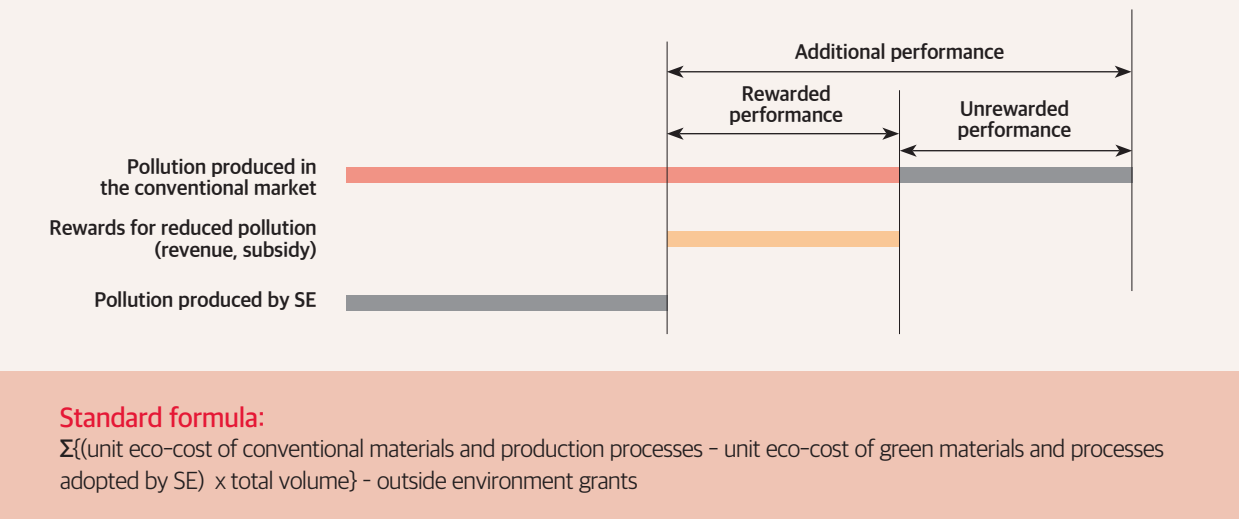 Additional performance
Rewarded
performance
Unrewarded
performance
Pollution produced in
the conventional market
Rewards for reduced pollution
(revenue, subsidy)
Pollution produced by SE
Standard formula:
Σ{(unit eco-cost of conventional materials and production processes - unit eco-cost of green materials and processes
adopted by SE) x total volume} - outside environment grants